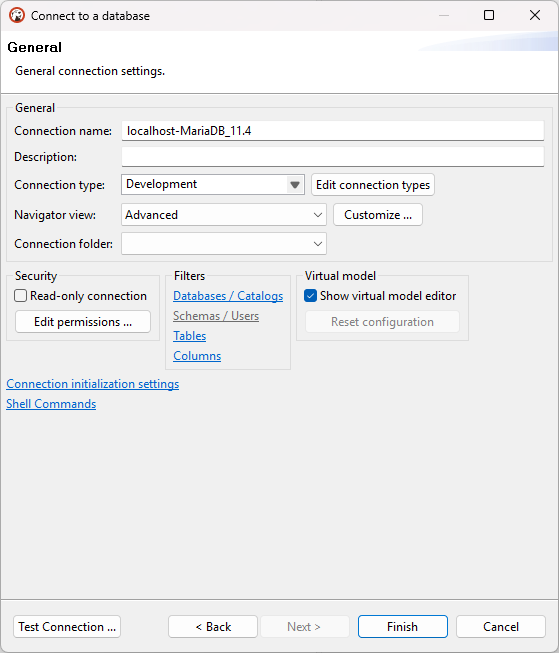 Connect to a database
General
General connection settings.
General
Connection name: localhost-MariaDB_11.4
Description:
Connection type: Development Edit connection types
Navigator view: Advanced Customize ...
Connection folder:
Security
Read-only connection
Edit permissions ...
Filters
Databases / Catalogs
Schemas / Users
Tables
Columns
Virtual model
Show virtual model editor
Reset configuration
Connection initialization settings
Shell Commands
Test Connection ... < Back Next > Finish Cancel